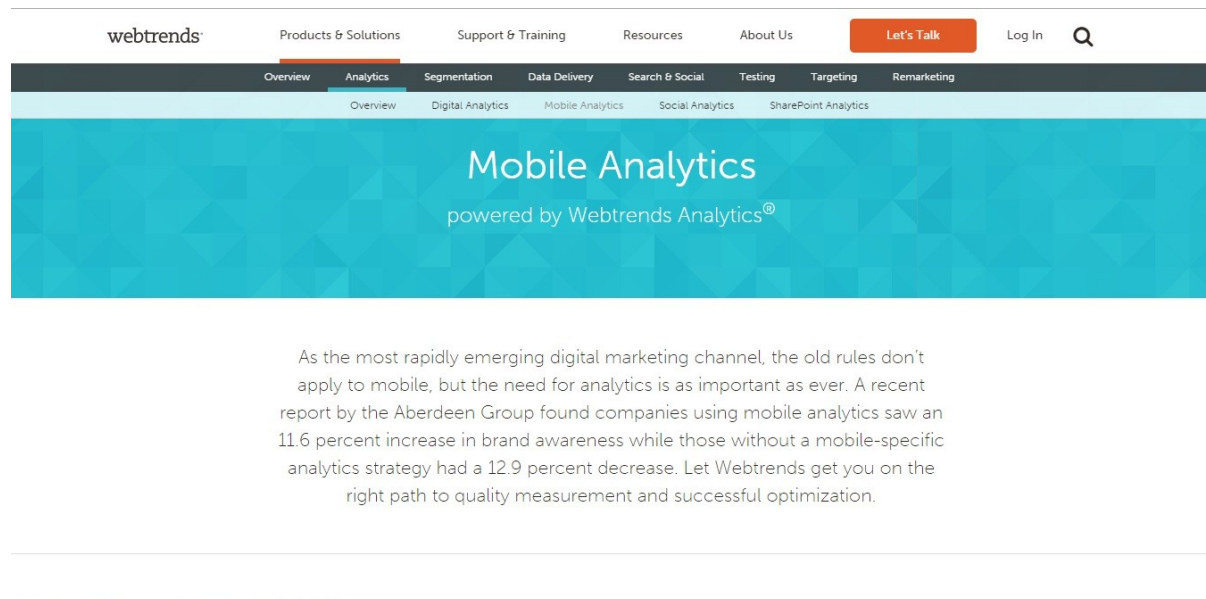 webtrends
Products & Solutions Support & Training Resources About Us Let's Talk Log In
Overview Analytics Segmentation Data Delivery Search & Social Testing Targeting Remarketing
Overview Digital Analytics Mobile Analytics Social Analytics SharePoint Analytics
Mobile Analytics
powered by Webtrends Analytics®
As the most rapidly emerging digital marketing channel, the old rules don't
apply to mobile, but the need for analytics is as important as ever. A recent
report by the Aberdeen Group found companies using mobile analytics saw an
11.6 percent increase in brand awareness while those without a mobile-specific
analytics strategy had a 12.9 percent decrease. Let Webtrends get you on the
right path to quality measurement and successful optimization.